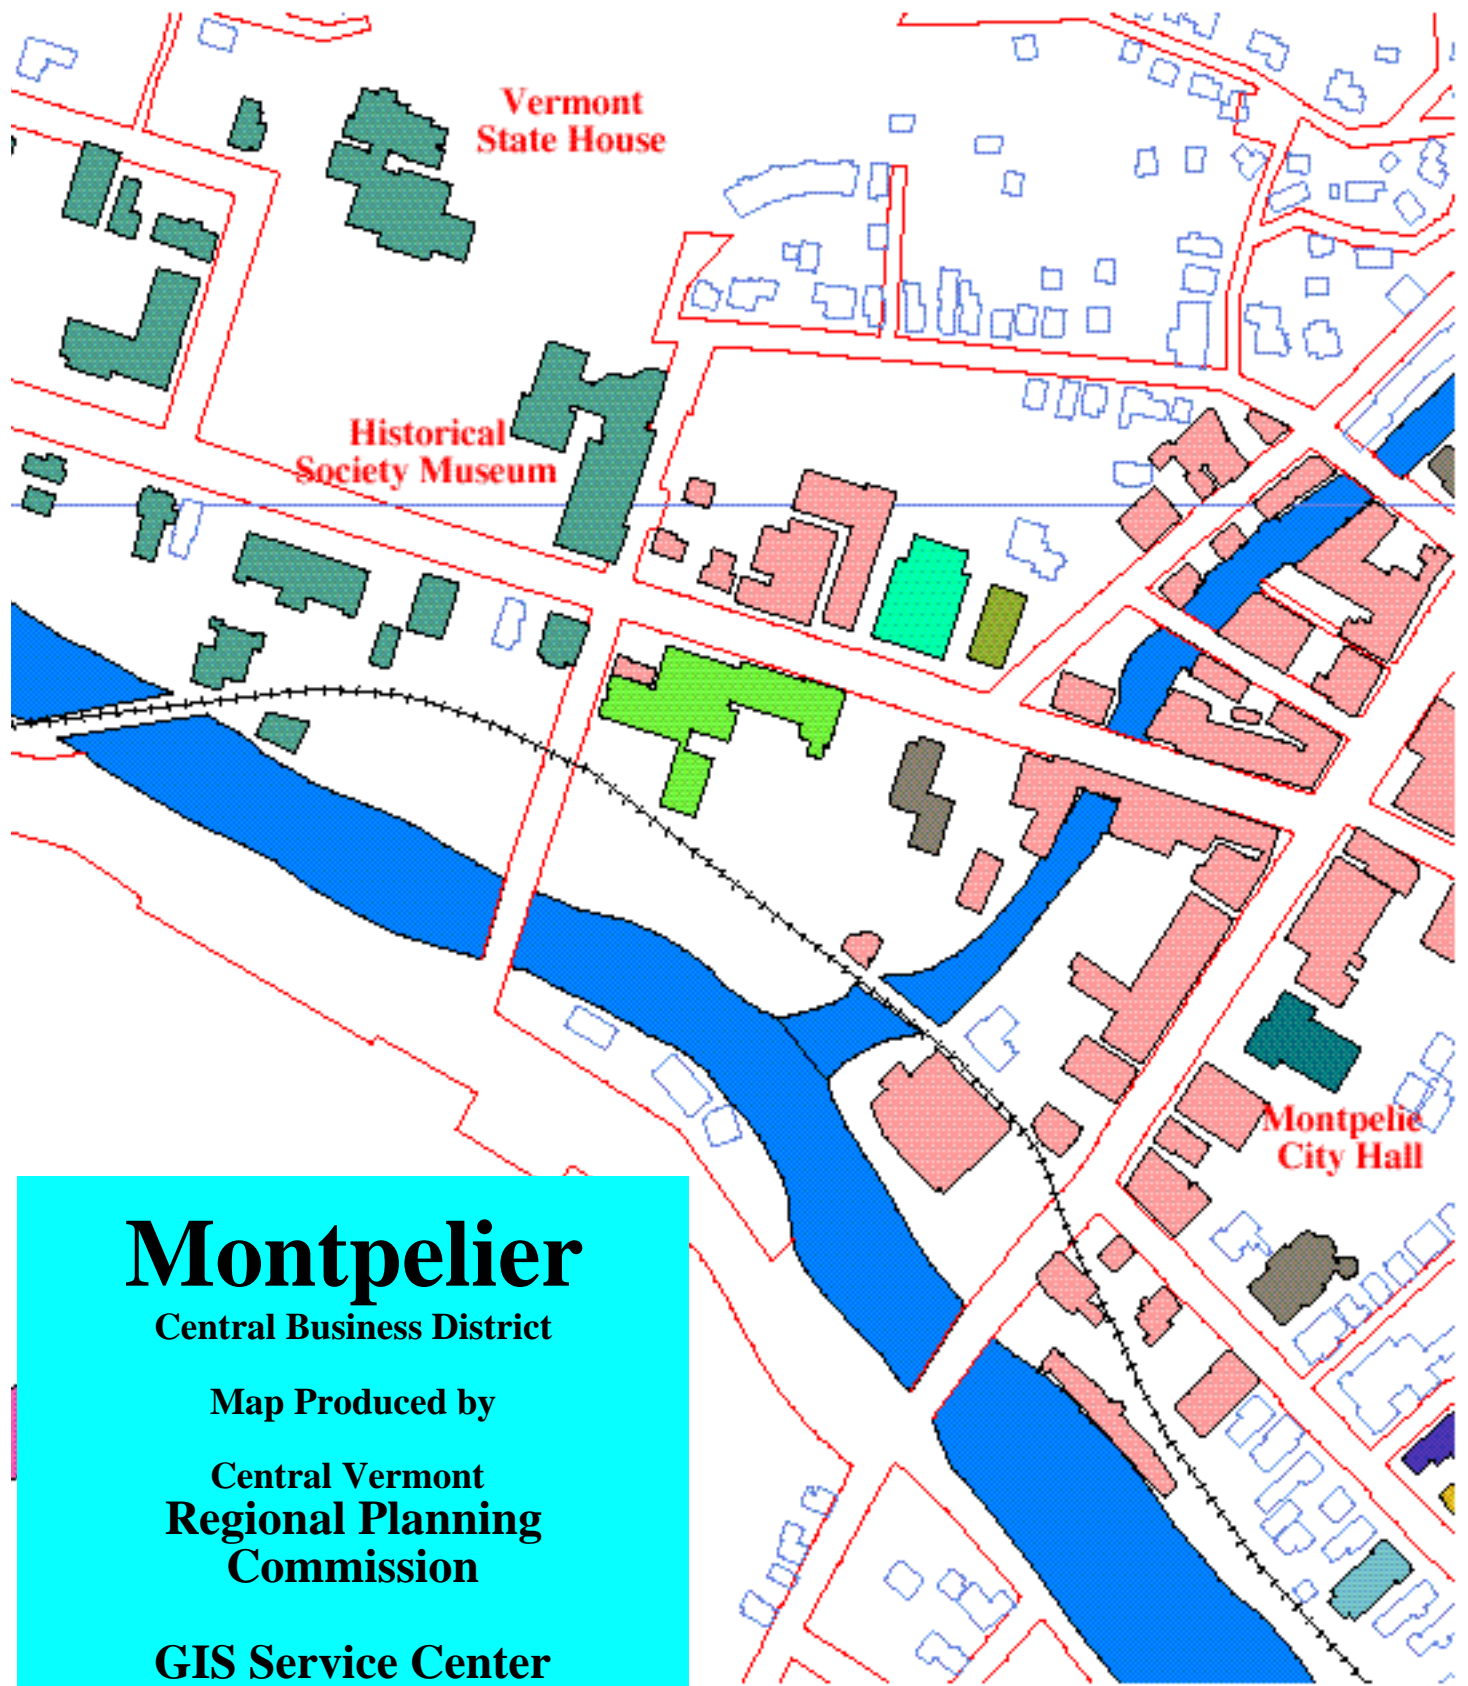 Vermont
State House
Historical
Society Museum
Montpelie
City Hall
Montpelier
Central Business District
Map Produced by
Central Vermont
Regional Planning
Commission
GIS Service Center